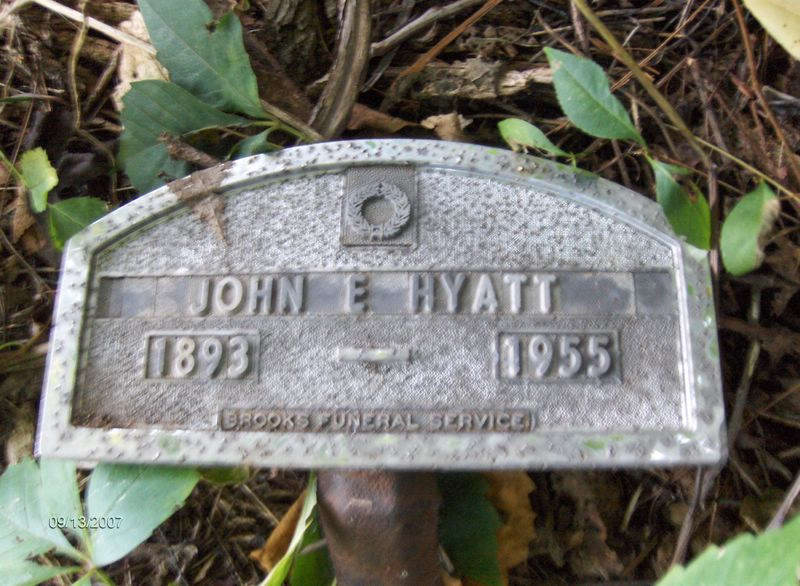 JOHN E HYATT
1893 - 1955
BROOKS FUNERAL SERVICE
09/13/2007